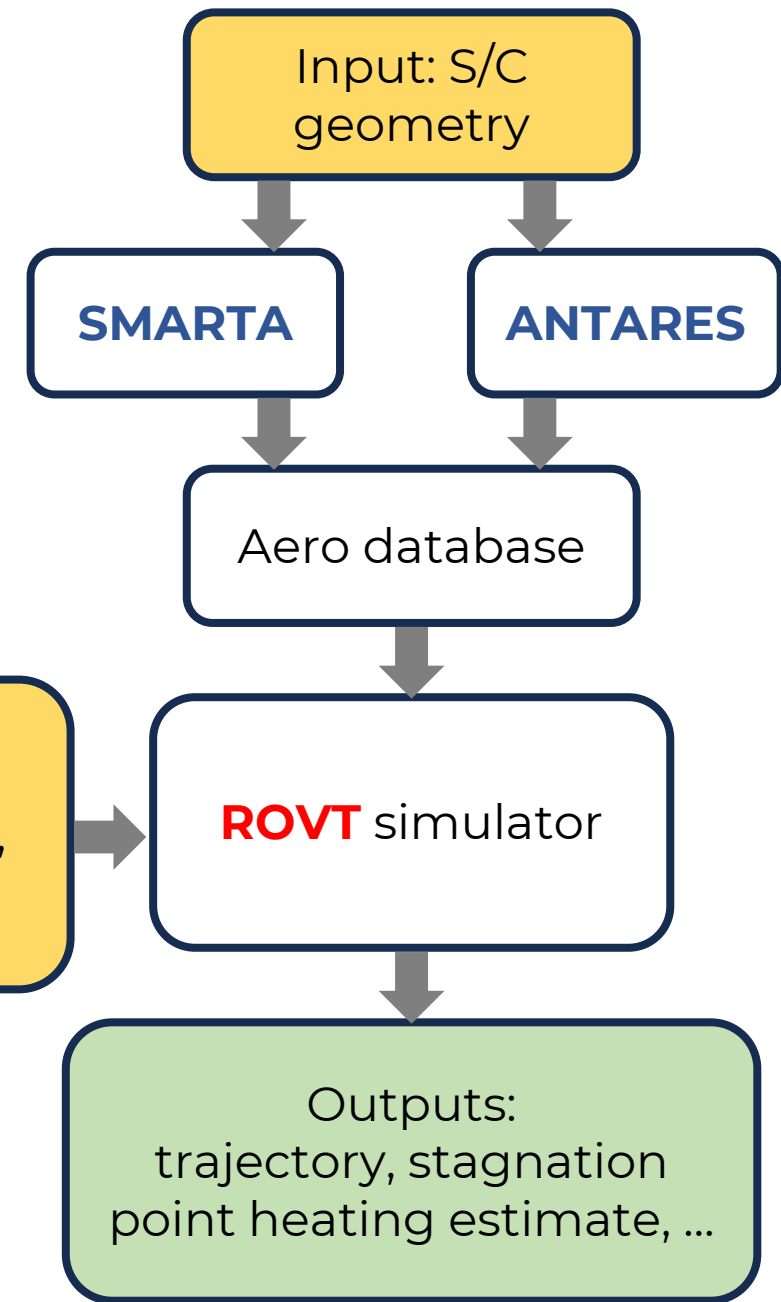 Input: S/C
geometry
SMARTA
ANTARES
Aero database
,
ROVT simulator
Outputs:
trajectory, stagnation
point heating estimate, ...